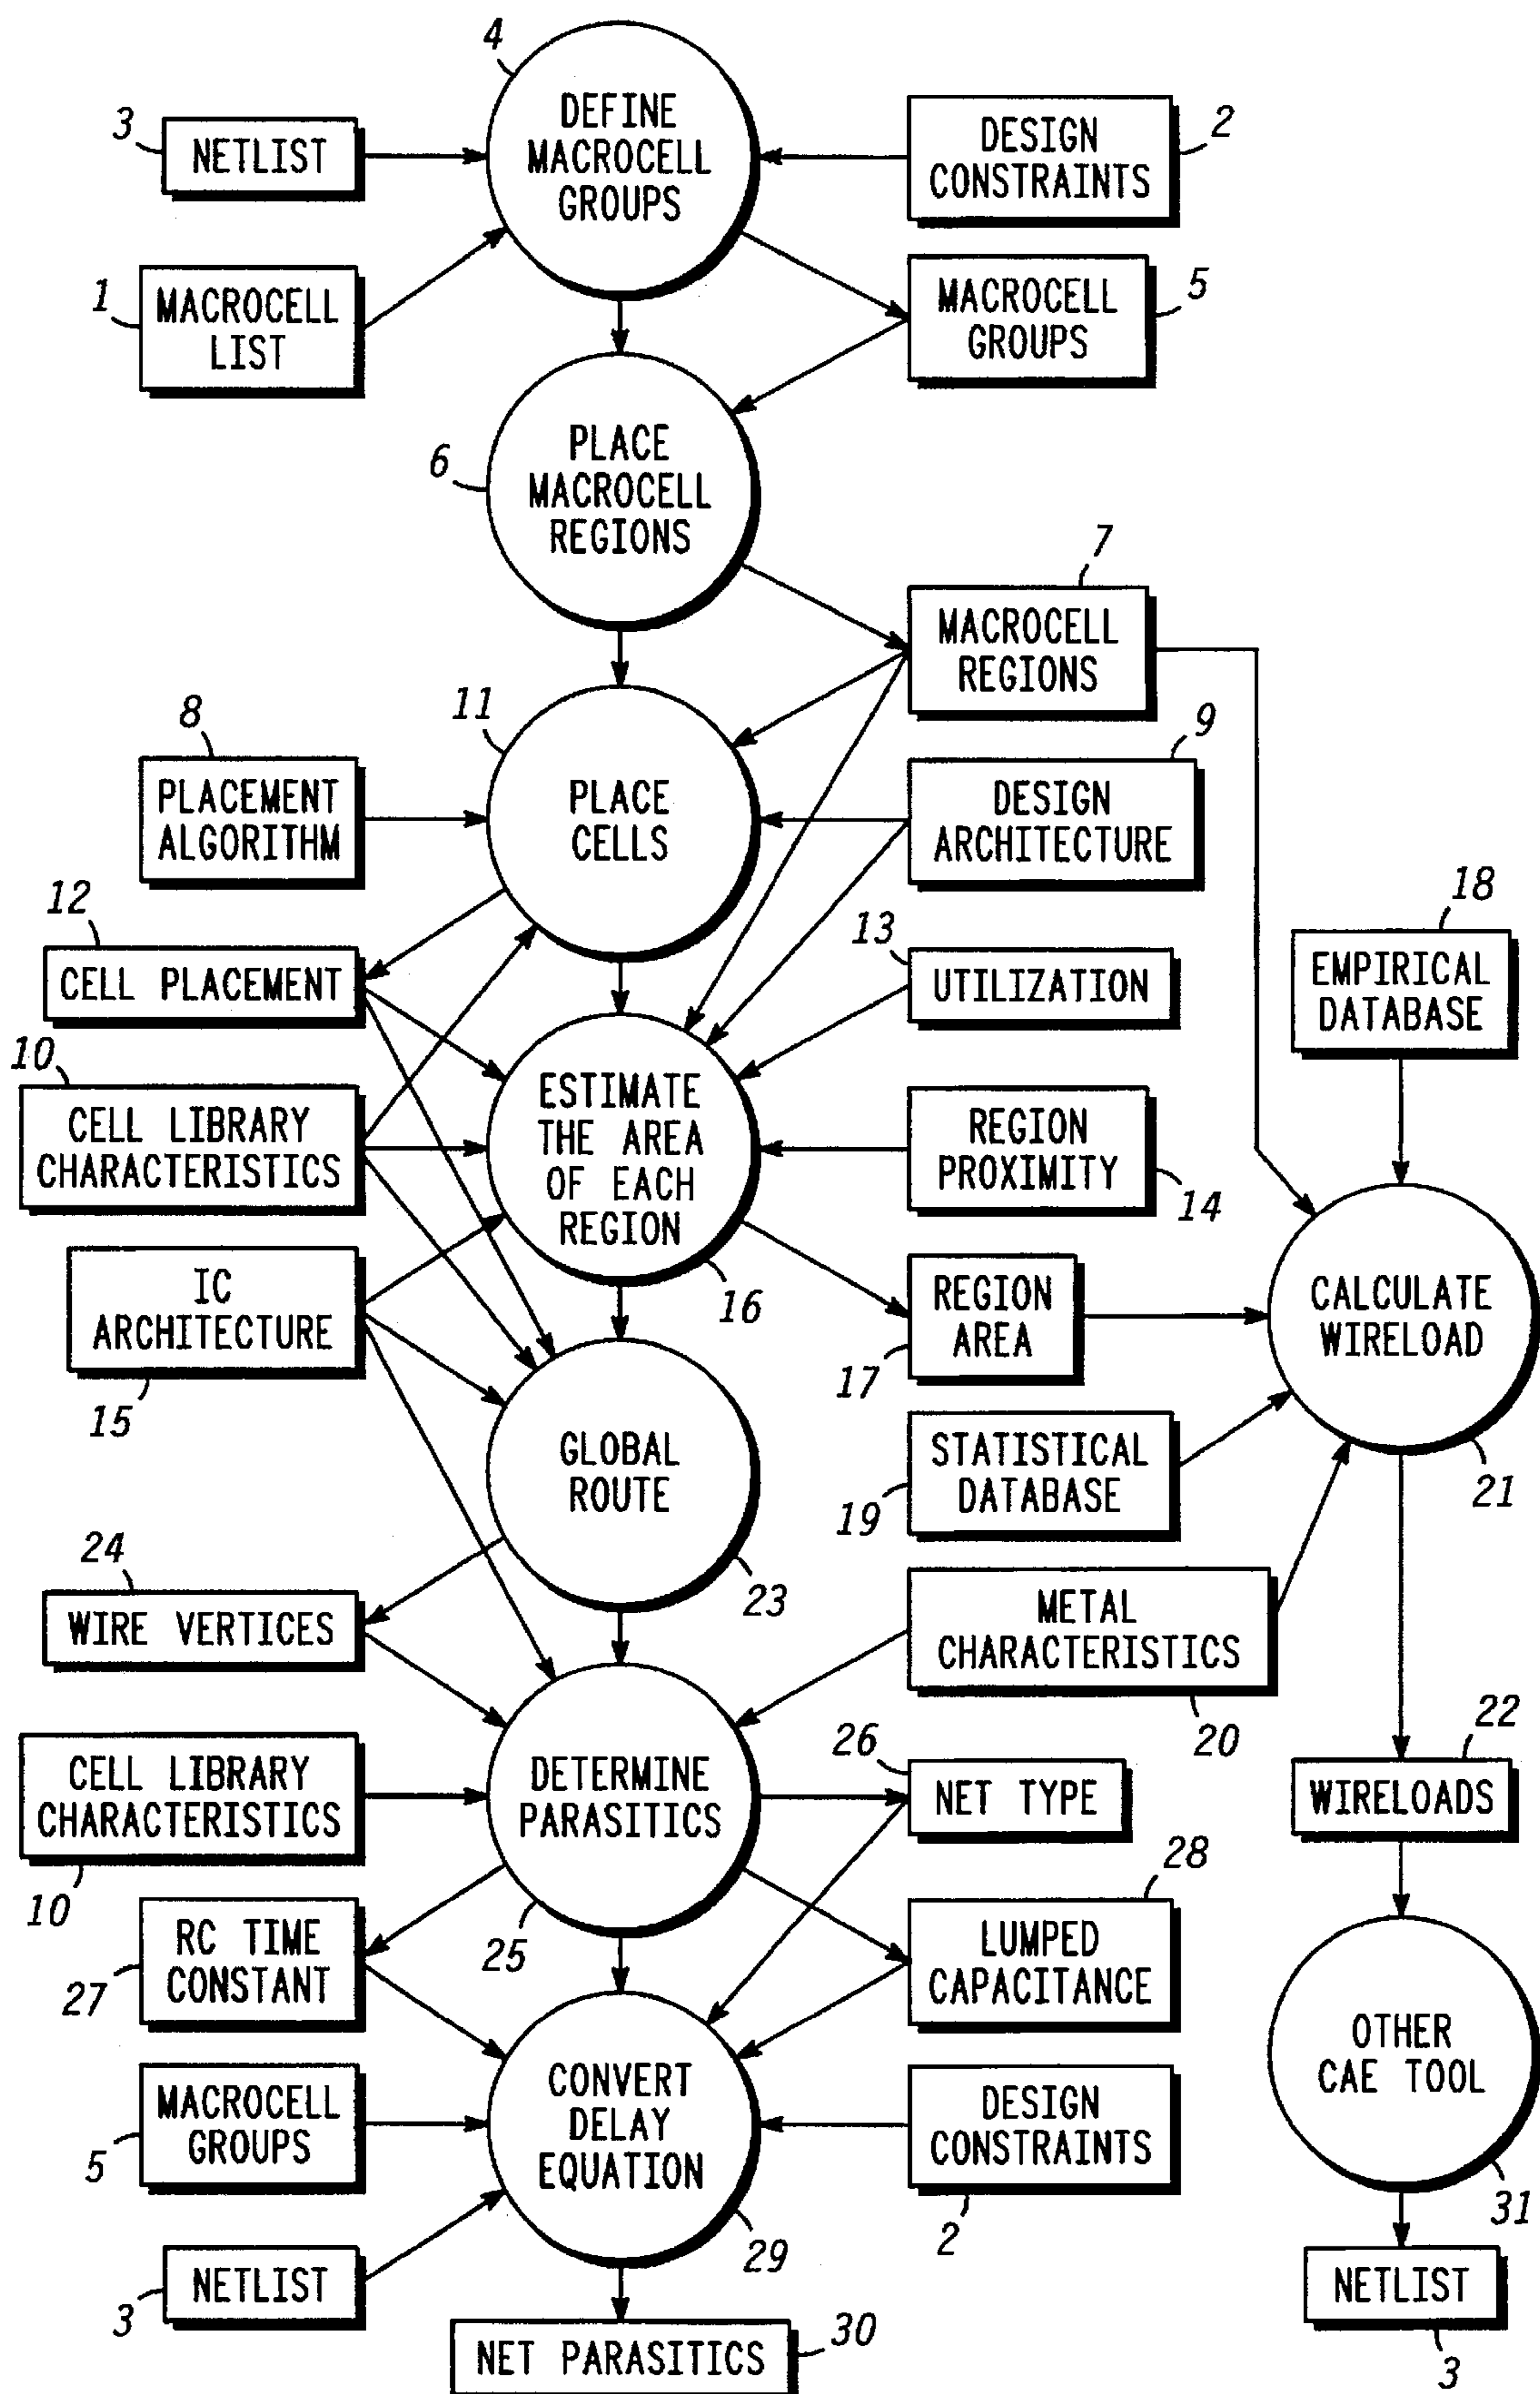 4
3
NETLIST
DEFINE
MACROCELL
GROUPS
DESIGN
CONSTRAINTS
2
1
MACROCELL
LIST
MACROCELL
GROUPS
5
6
PLACE
MACROCELL
REGIONS
7
MACROCELL
REGIONS
8
PLACEMENT
ALGORITHM
11
PLACE
CELLS
9
DESIGN
ARCHITECTURE
12
CELL PLACEMENT
13
UTILIZATION
18
EMPIRICAL
DATABASE
10
CELL LIBRARY
CHARACTERISTICS
ESTIMATE
THE AREA
OF EACH
REGION
16
REGION
PROXIMITY
14
IC
ARCHITECTURE
15
REGION
AREA
17
CALCULATE
WIRELOAD
21
GLOBAL
ROUTE
23
STATISTICAL
DATABASE
19
24
WIRE VERTICES
METAL
CHARACTERISTICS
20
CELL LIBRARY
CHARACTERISTICS
10
DETERMINE
PARASITICS
25
26
NET TYPE
22
WIRELOADS
RC TIME
CONSTANT
27
28
LUMPED
CAPACITANCE
OTHER
CAE TOOL
31
MACROCELL
GROUPS
5
CONVERT
DELAY
EQUATION
29
DESIGN
CONSTRAINTS
2
NETLIST
3
NETLIST
3
NET PARASITICS
30